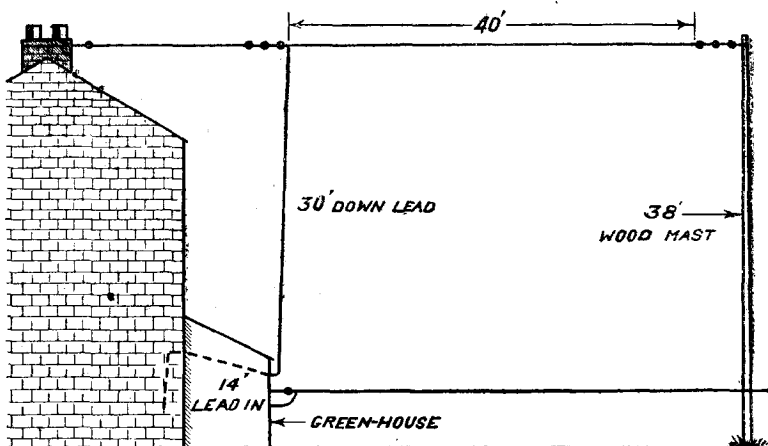 40'
30' DOWN LEAD
38'
WOOD MAST
14'
LEAD IN
GREEN-HOUSE